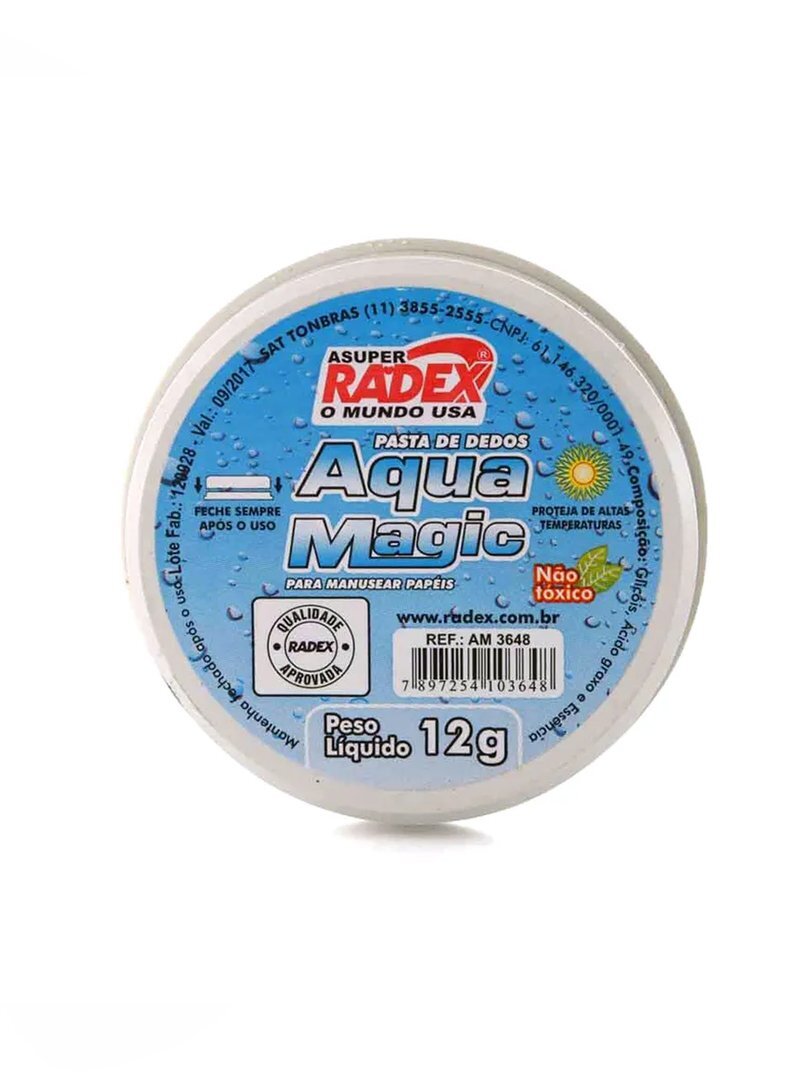 Mantenha fechado após o uso. Lote Fab.: 120928 - Val.: 09/2017 SAT TONBRAS (11) 3855-2555 - CNPJ: 61.146.320/0001-49. Composição: Glicóis, Ácido graxo e Essência
ASUPER
RADEX®
O MUNDO USA
PASTA DE DEDOS
Aqua
Magic
PARA MANUSEAR PAPÉIS
FECHE SEMPRE
APÓS O USO
PROTEJA DE ALTAS
TEMPERATURAS
Não
tóxico
www.radex.com.br
QUALIDADE
RADEX
APROVADA
REF.: AM 3648
7 897254 103648
Peso
Líquido 12g